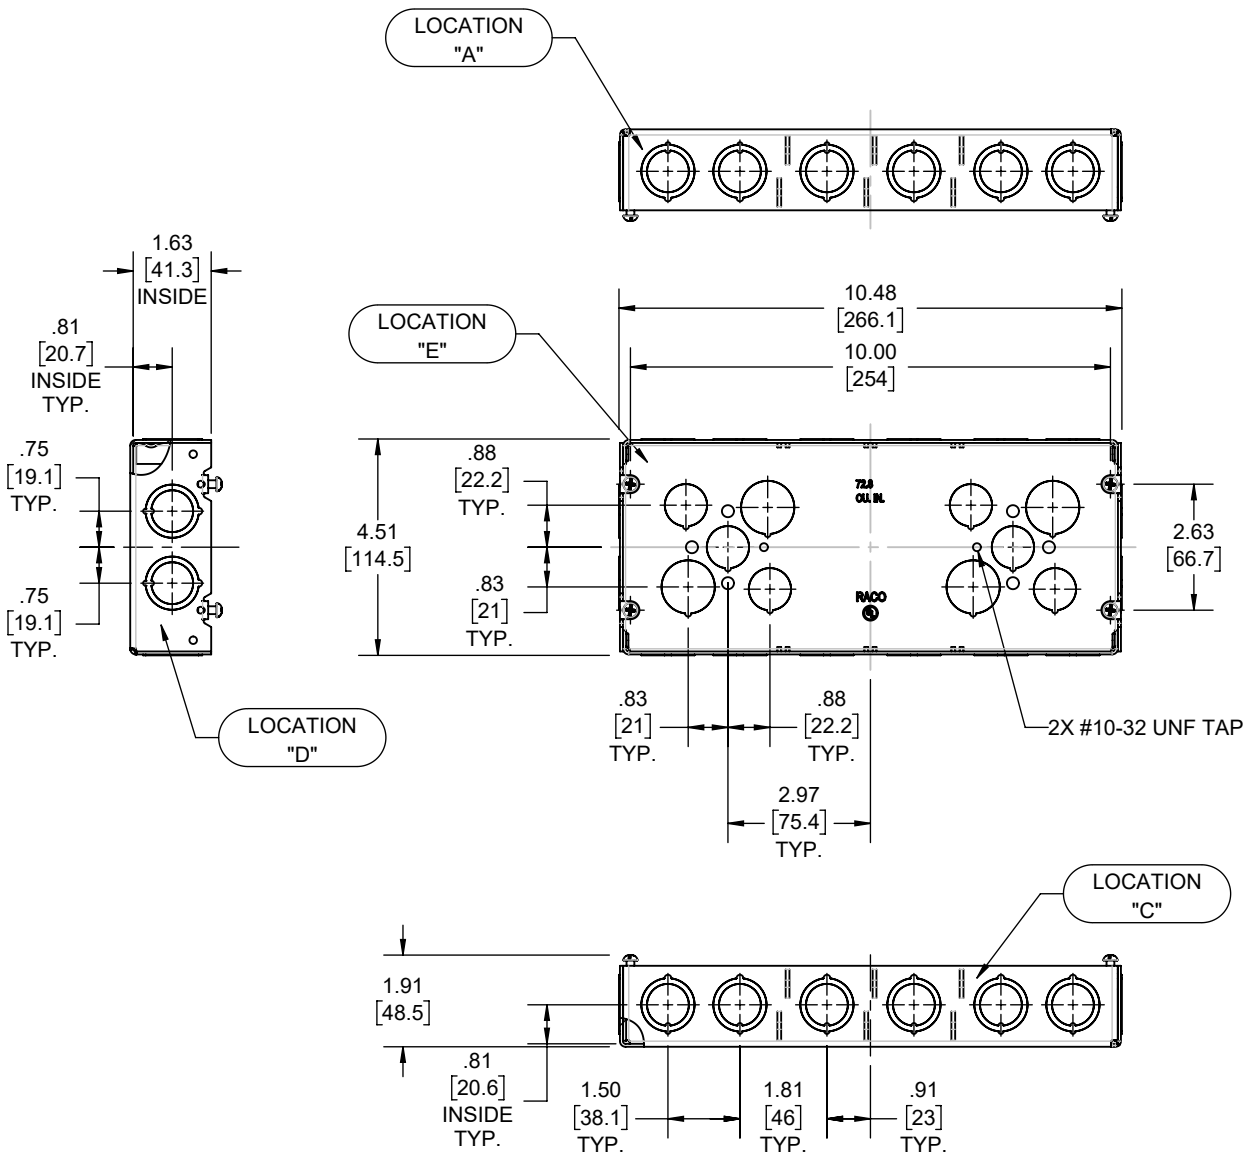 LOCATION
"A"
1.63
[41.3]
INSIDE
.81
[20.7]
INSIDE
TYP.
LOCATION
"E"
10.48
[266.1]
10.00
[254]
.75
[19.1]
TYP.
.88
[22.2]
TYP.
72.8
CU. IN.
4.51
[114.5]
2.63
[66.7]
.83
[21]
TYP.
.75
[19.1]
TYP.
RACO
UL
LOCATION
"D"
.83
[21]
TYP.
.88
[22.2]
TYP.
2X #10-32 UNF TAP
2.97
[75.4]
TYP.
LOCATION
"C"
1.91
[48.5]
.81
[20.6]
INSIDE
TYP.
1.50
[38.1]
TYP.
1.81
[46]
TYP.
.91
[23]
TYP.